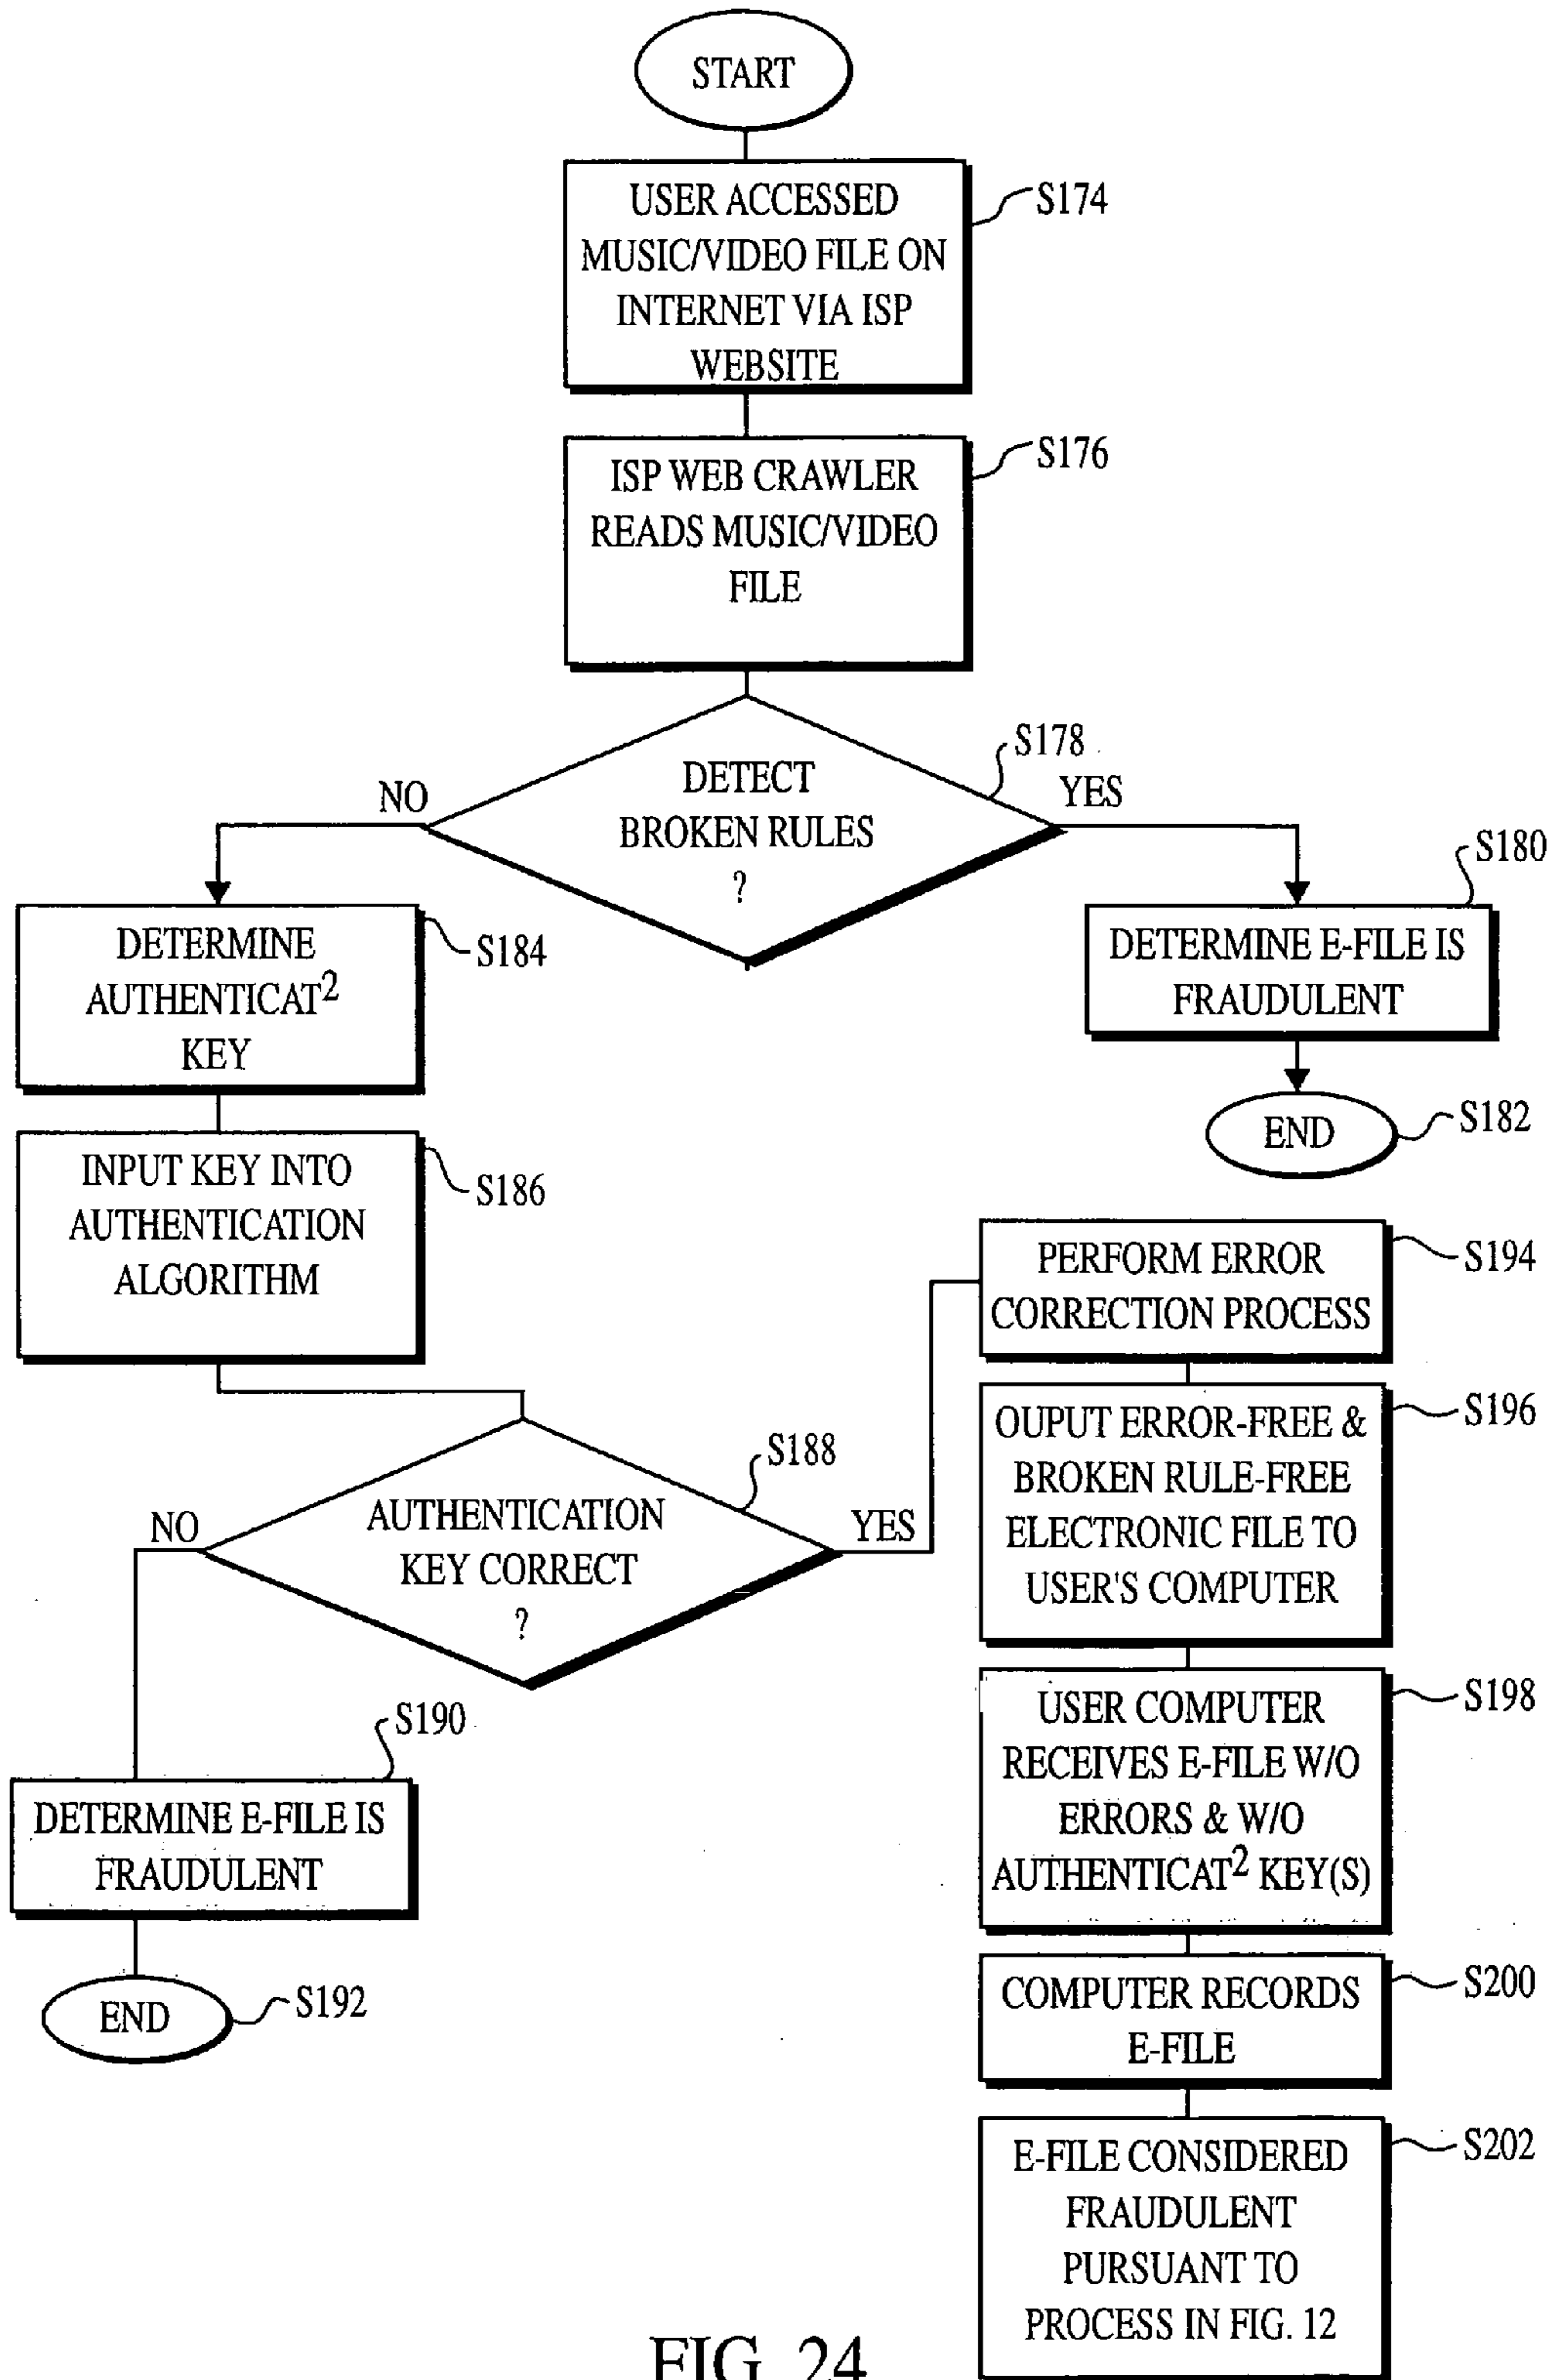 START
USER ACCESSED
MUSIC/VIDEO FILE ON
INTERNET VIA ISP
WEBSITE
S174
ISP WEB CRAWLER
READS MUSIC/VIDEO
FILE
S176
DETECT
BROKEN RULES
?
S178
NO
YES
DETERMINE
AUTHENTICAT²
KEY
S184
DETERMINE E-FILE IS
FRAUDULENT
S180
END
S182
INPUT KEY INTO
AUTHENTICATION
ALGORITHM
S186
AUTHENTICATION
KEY CORRECT
?
S188
NO
YES
DETERMINE E-FILE IS
FRAUDULENT
S190
END
S192
PERFORM ERROR
CORRECTION PROCESS
S194
OUPUT ERROR-FREE &
BROKEN RULE-FREE
ELECTRONIC FILE TO
USER'S COMPUTER
S196
USER COMPUTER
RECEIVES E-FILE W/O
ERRORS & W/O
AUTHENTICAT² KEY(S)
S198
COMPUTER RECORDS
E-FILE
S200
E-FILE CONSIDERED
FRAUDULENT
PURSUANT TO
PROCESS IN FIG. 12
S202
FIG. 24